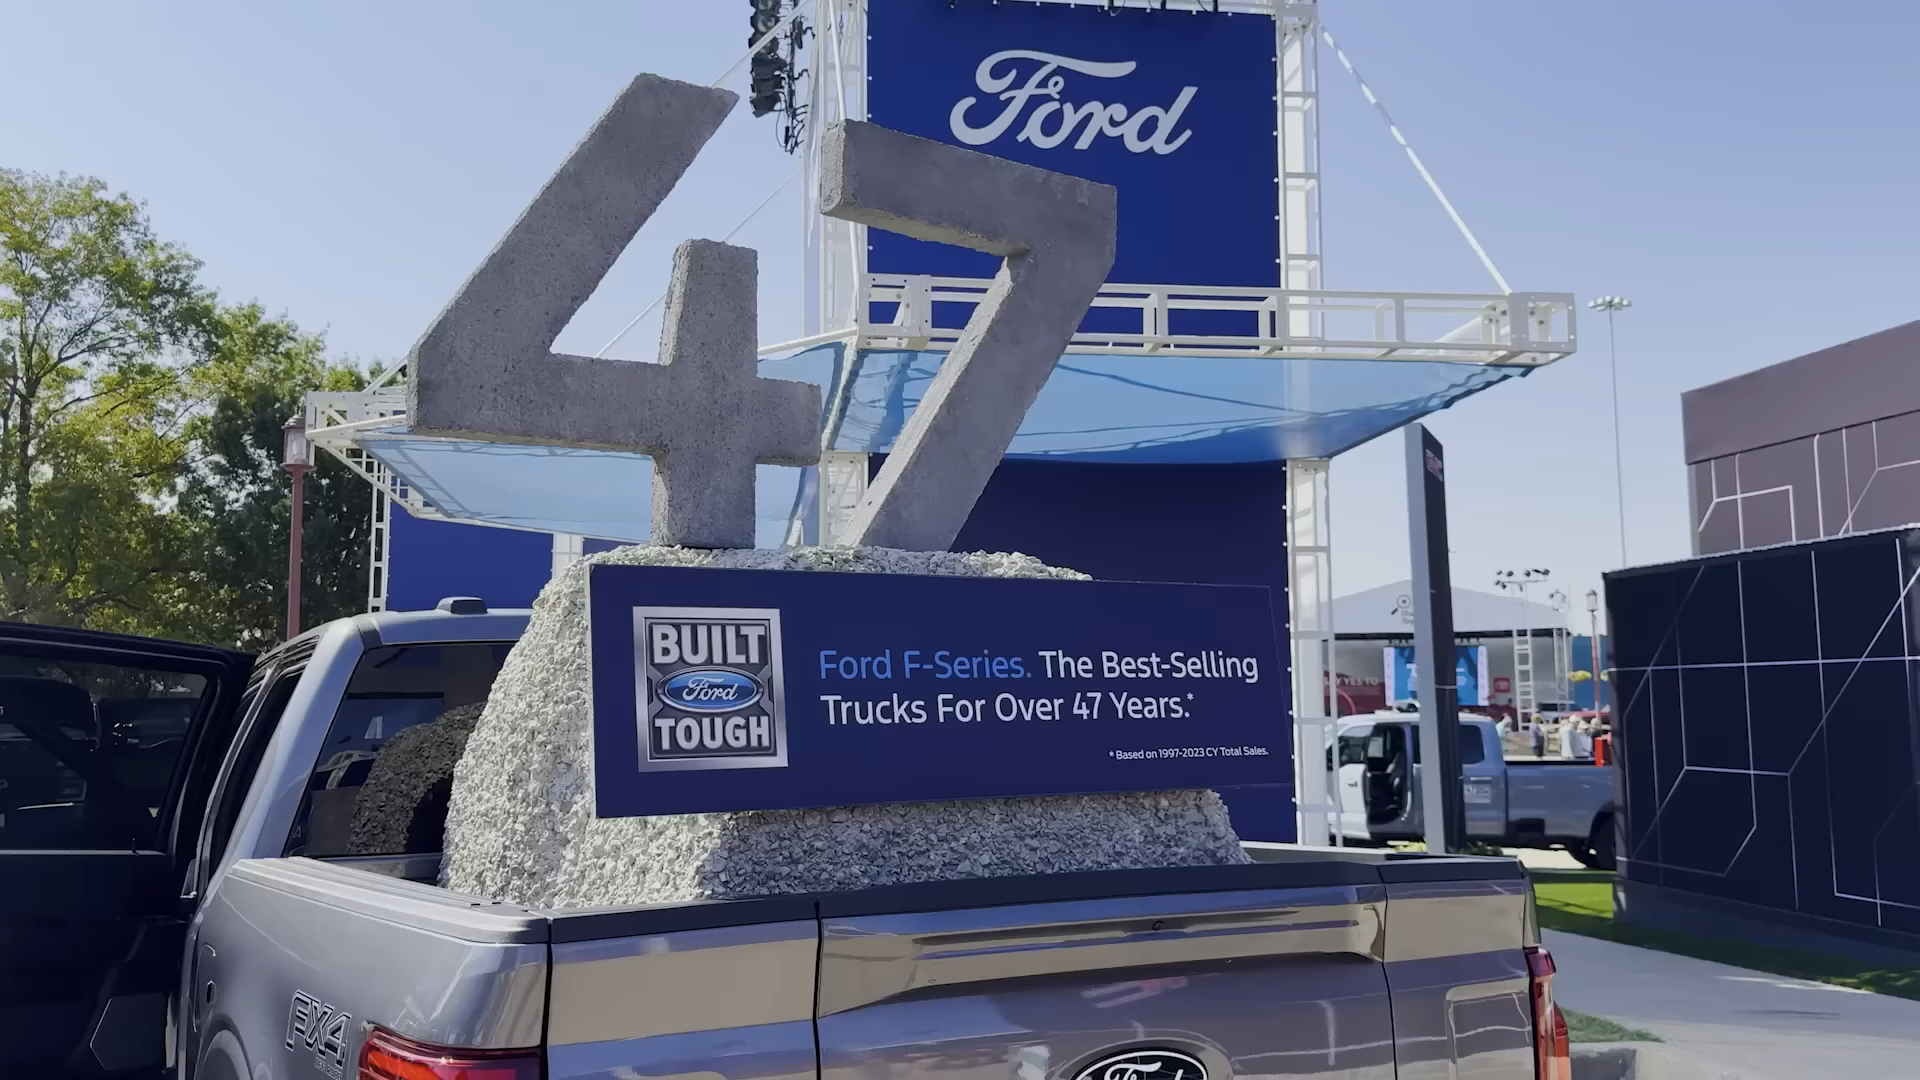 Ford
47
BUILT
Ford
TOUGH
Ford F-Series. The Best-Selling
Trucks For Over 47 Years.*
* Based on 1997-2023 CY Total Sales.
FX4
Ford